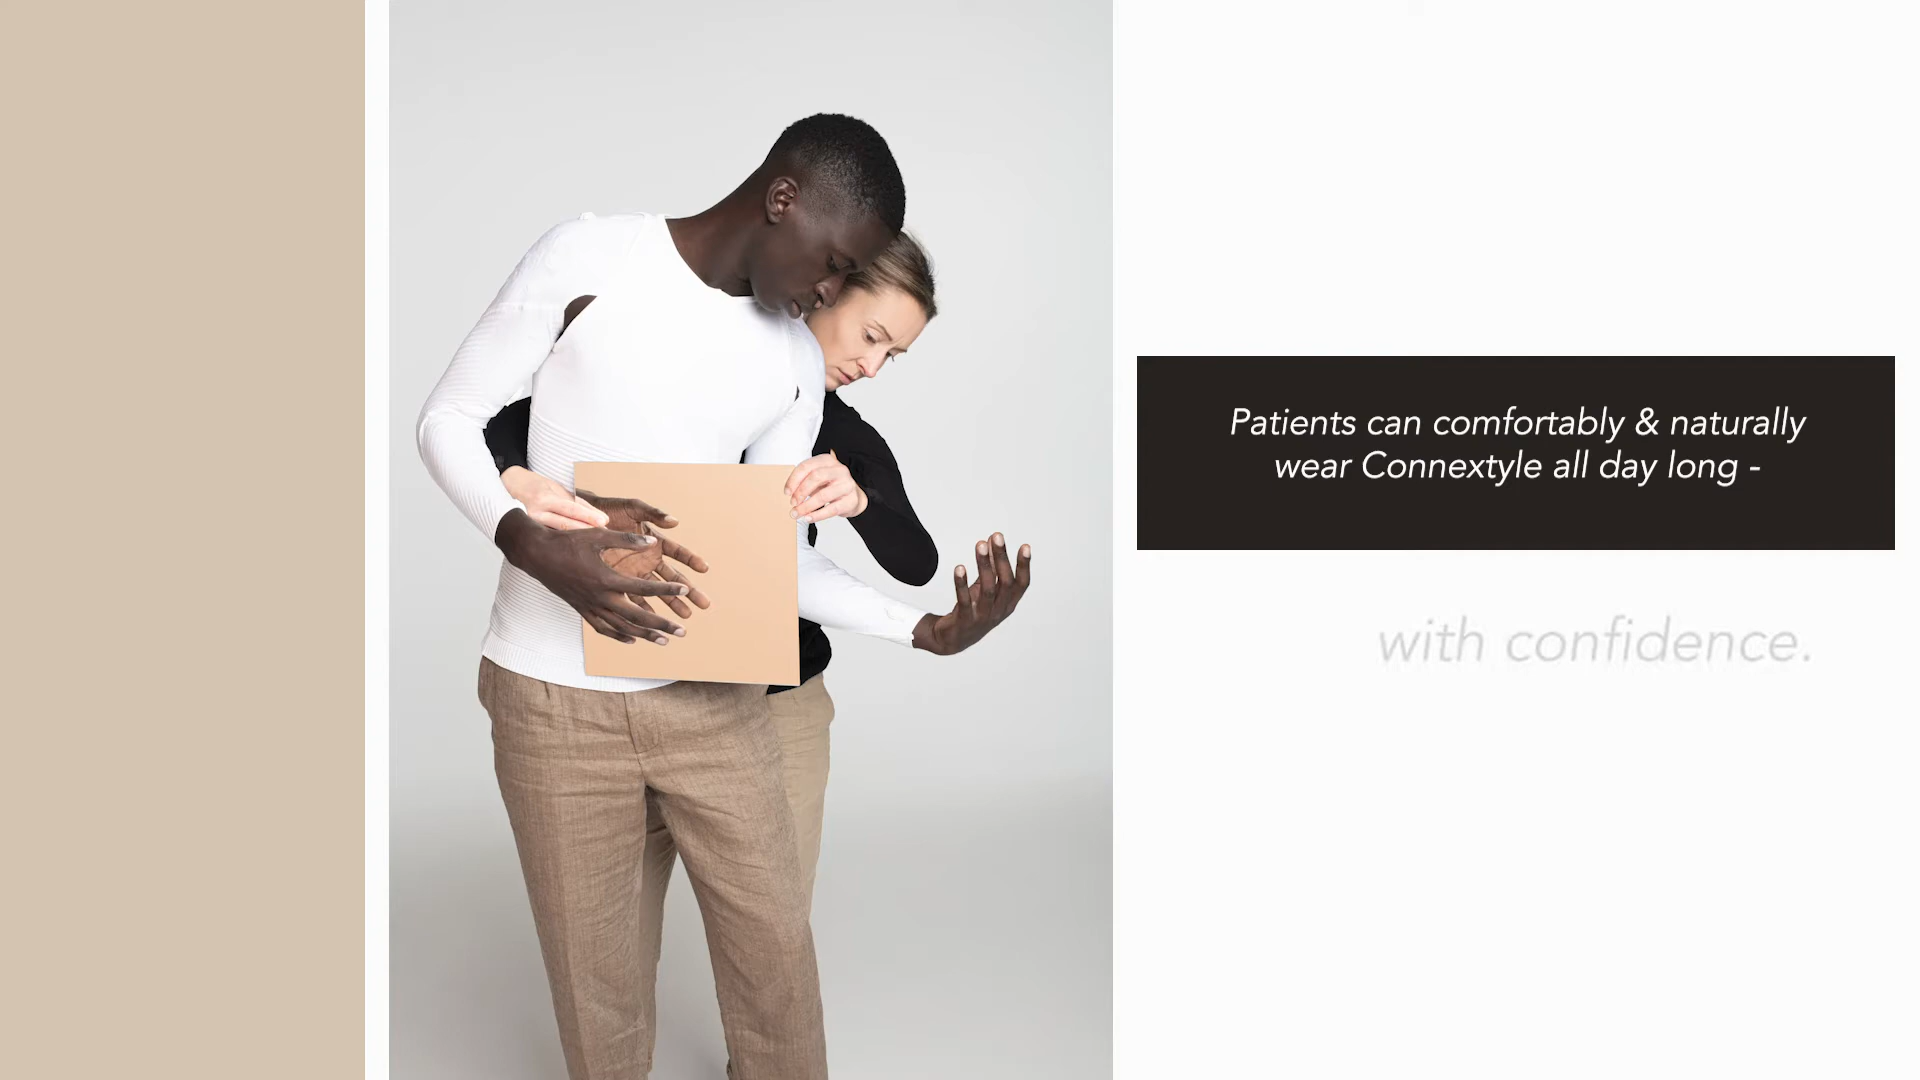 Patients can comfortably & naturally
wear Connextyle all day long -
with confidence.